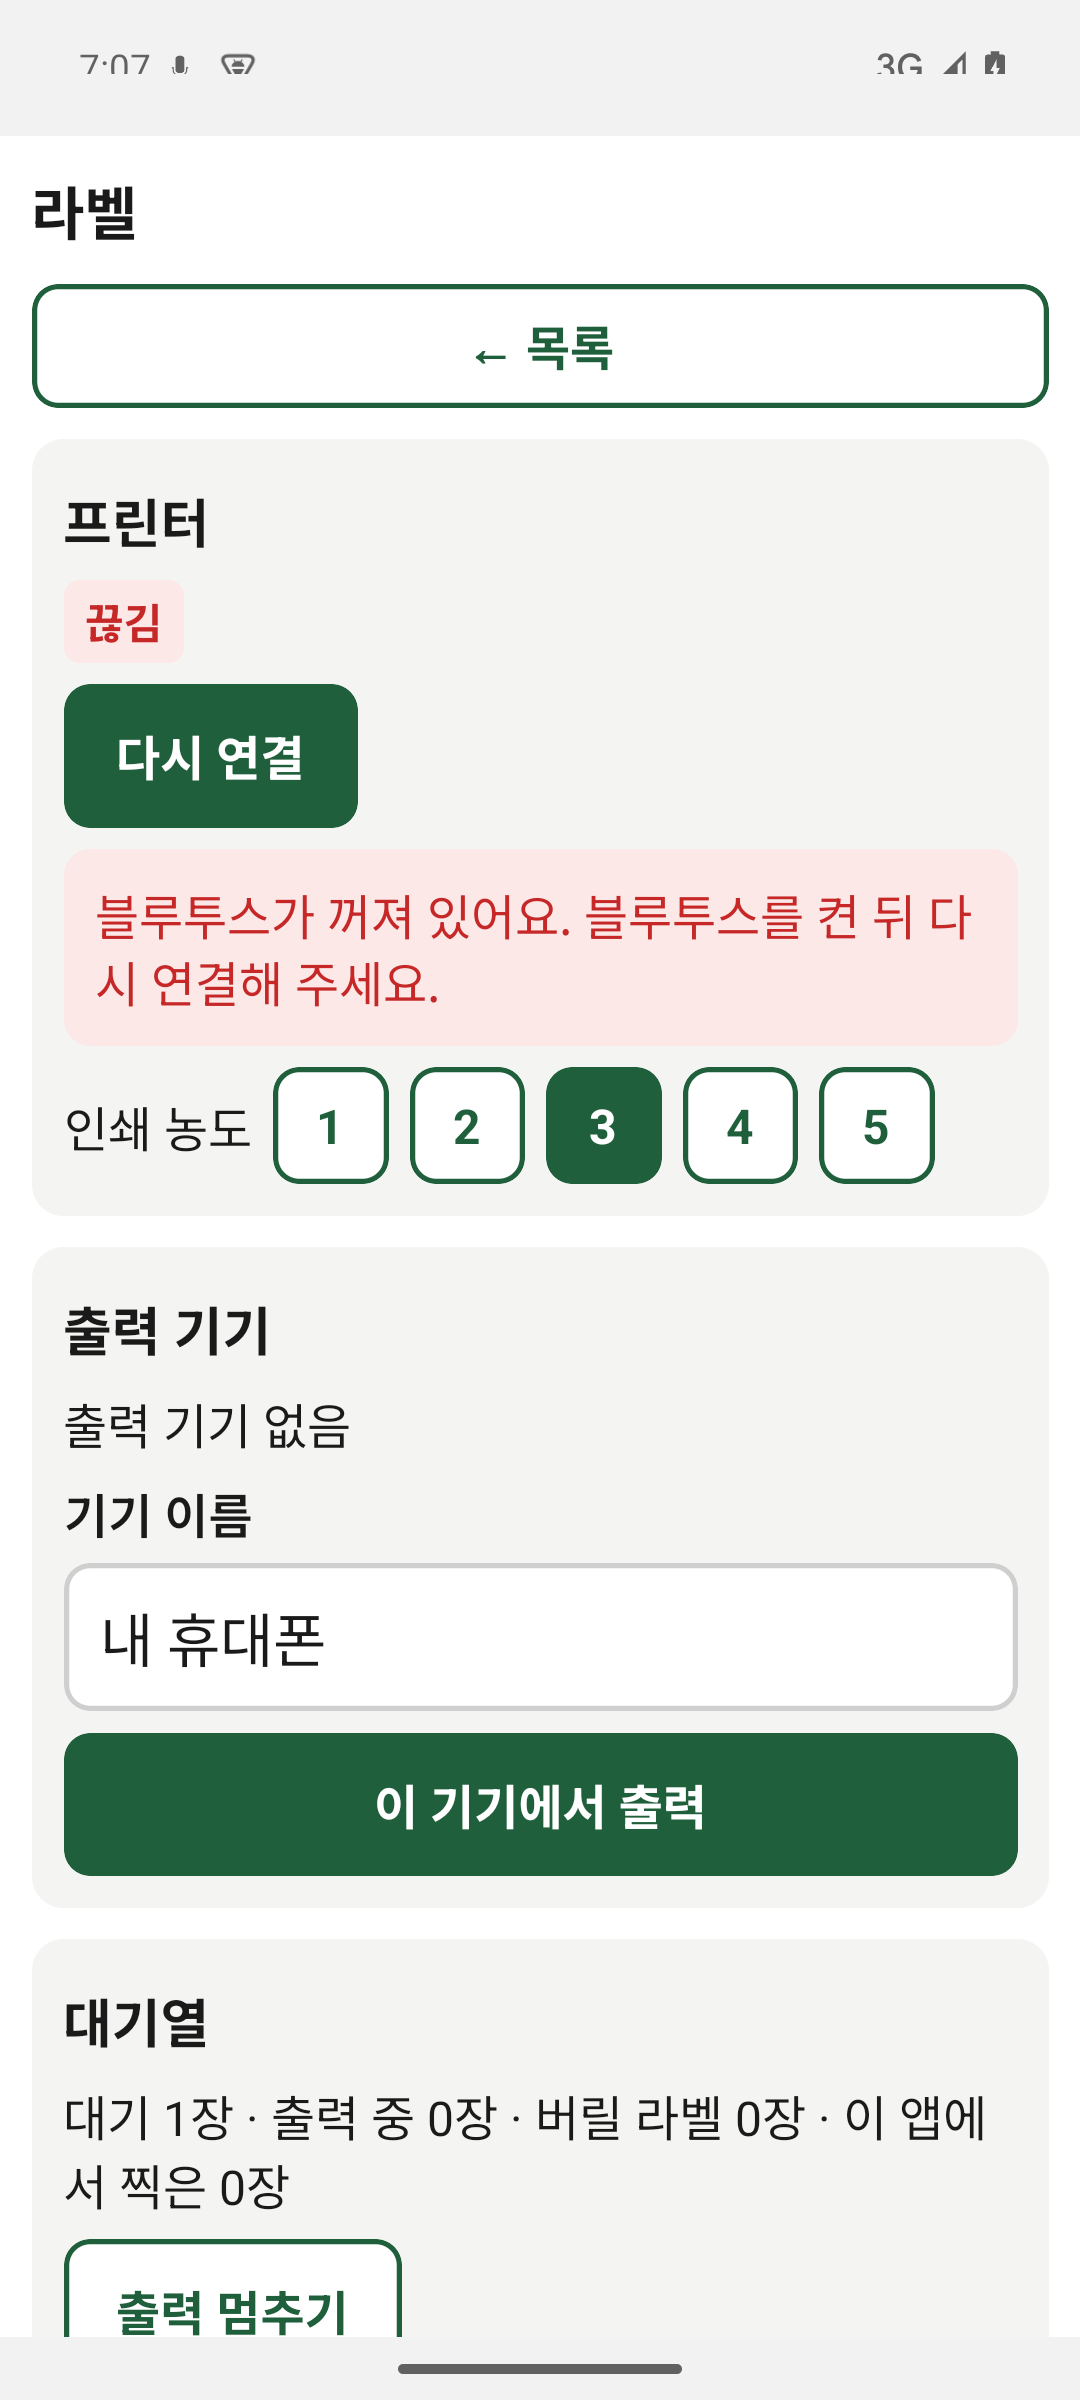 7:07 3G
라벨
← 목록
프린터
끊김
다시 연결
블루투스가 꺼져 있어요. 블루투스를 켠 뒤 다
시 연결해 주세요.
인쇄 농도 1 2 3 4 5
출력 기기
출력 기기 없음
기기 이름
내 휴대폰
이 기기에서 출력
대기열
대기 1장 · 출력 중 0장 · 버릴 라벨 0장 · 이 앱에
서 찍은 0장
출력 멈추기